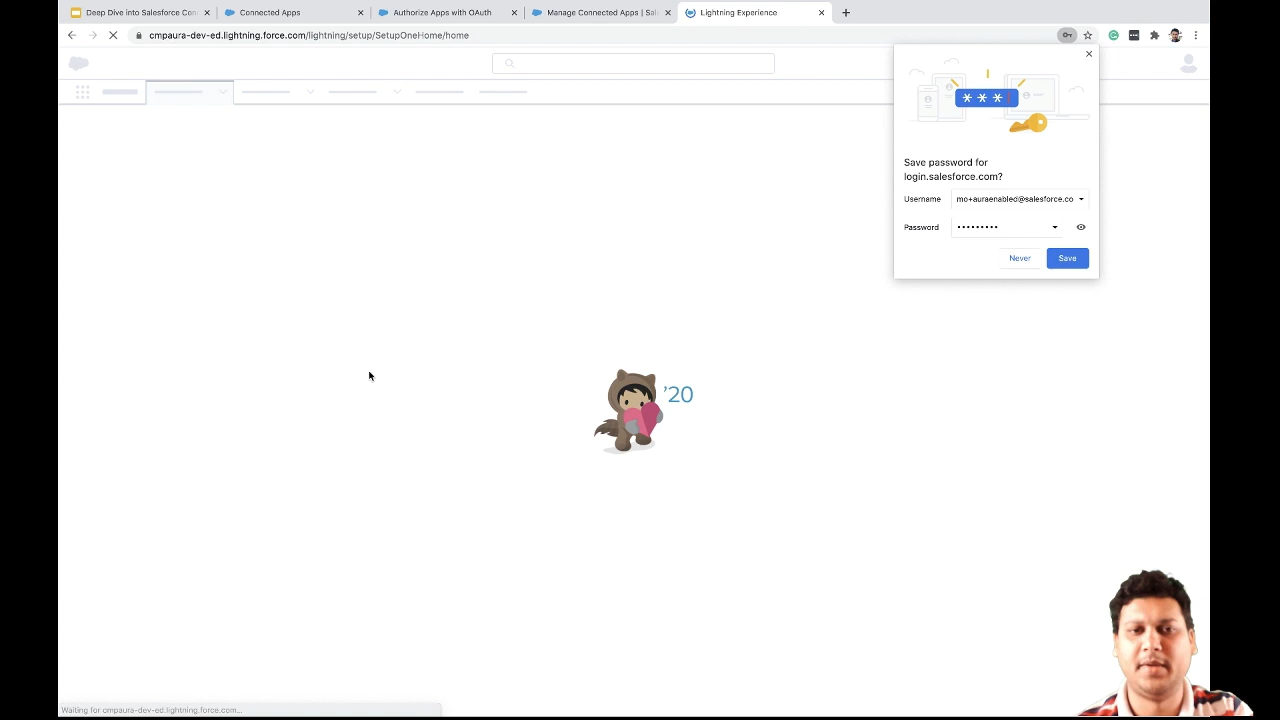 Deep Dive into Salesforce Con
Connected Apps
Authorize Apps with OAuth
Manage Connected Apps | Sal
Lightning Experience
cmpaura-dev-ed.lightning.force.com/lightning/setup/SetupOneHome/home
* * *
Save password for
login.salesforce.com?
Username mo+auraenabled@salesforce.co
Password •••••••••
Never Save
'20
Waiting for cmpaura-dev-ed.lightning.force.com...